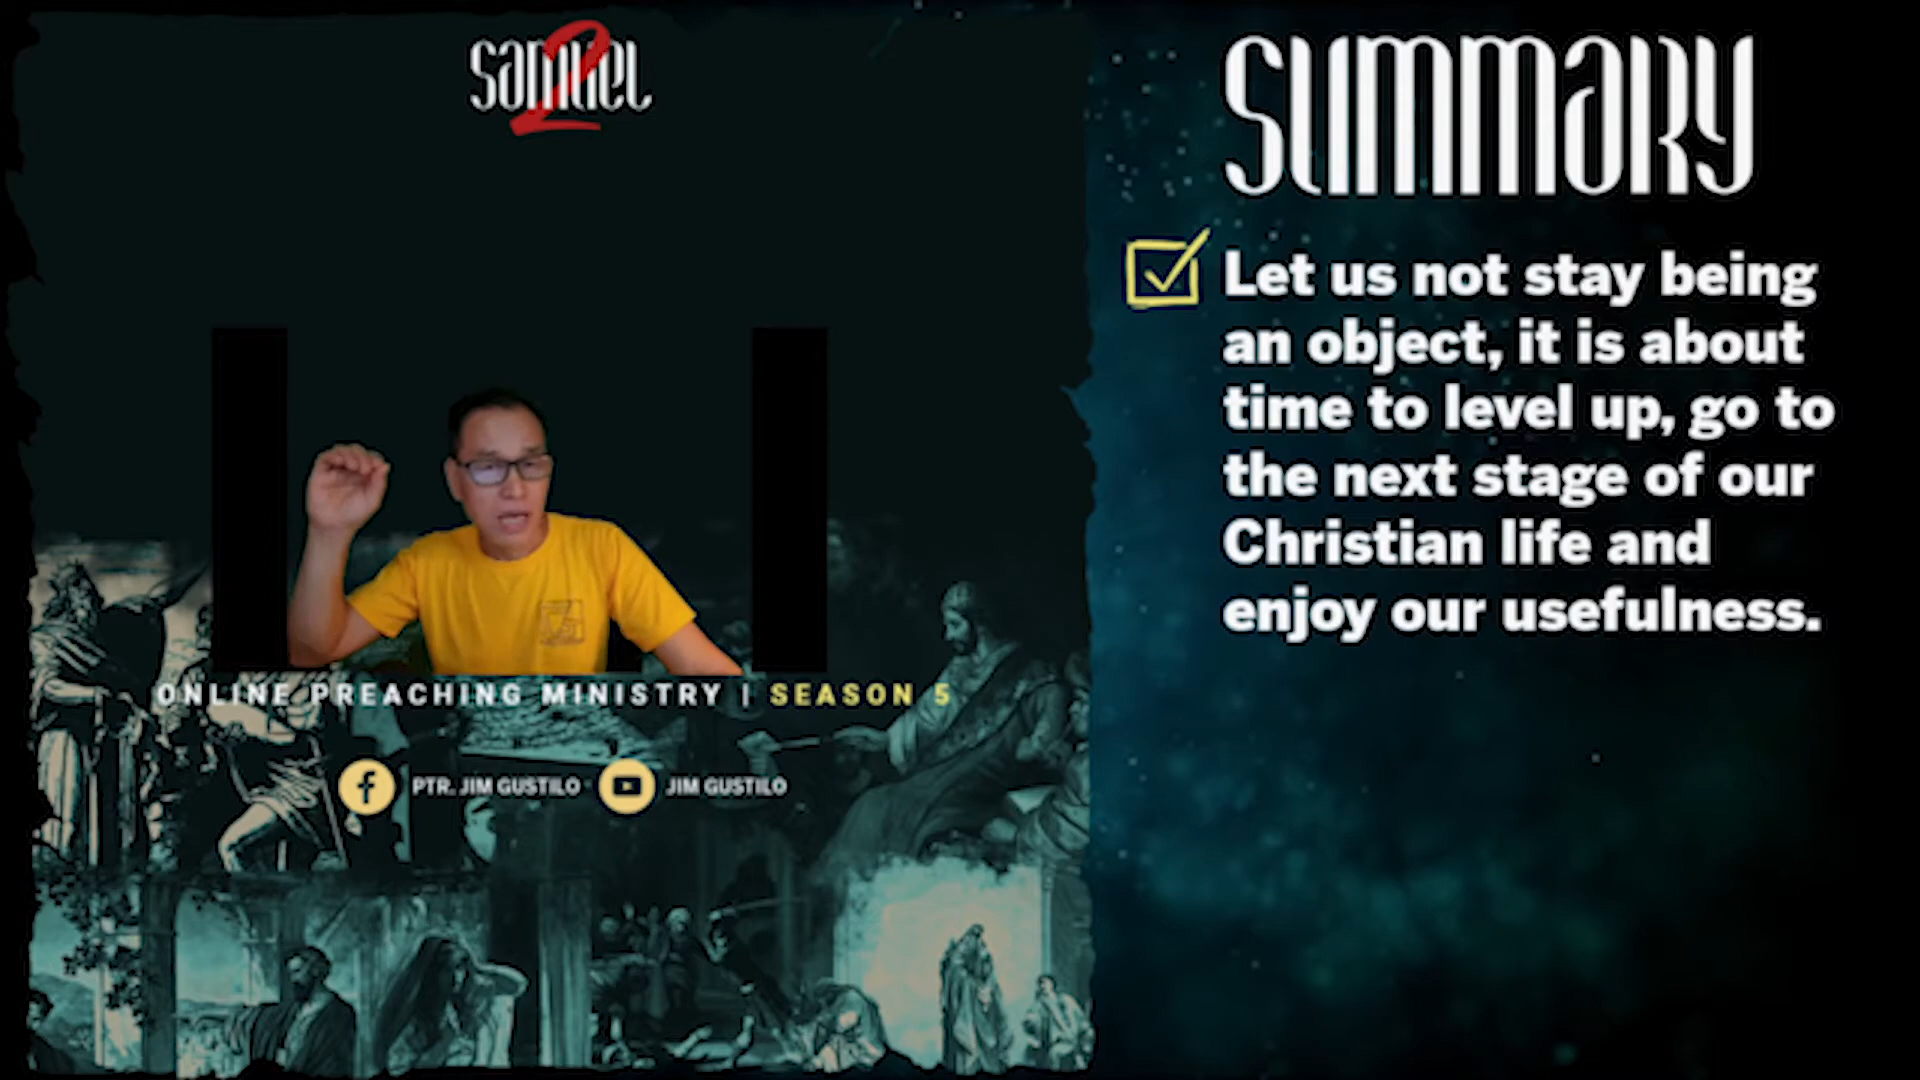 Samuel
2
SUMMARY
Let us not stay being
an object, it is about
time to level up, go to
the next stage of our
Christian life and
enjoy our usefulness.
ONLINE PREACHING MINISTRY | SEASON 5
PTR. JIM GUSTILO
JIM GUSTILO